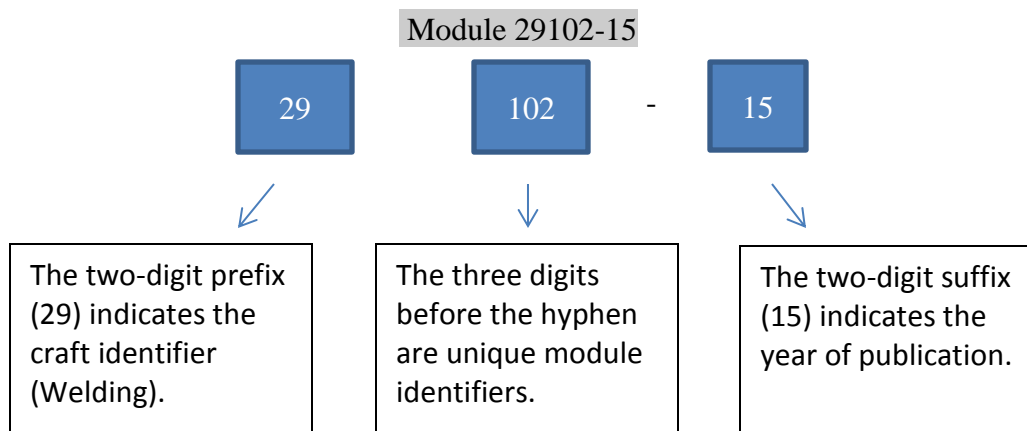 Module 29102-15
29
102
-
15
The two-digit prefix
(29) indicates the
craft identifier
(Welding).
The three digits
before the hyphen
are unique module
identifiers.
The two-digit suffix
(15) indicates the
year of publication.